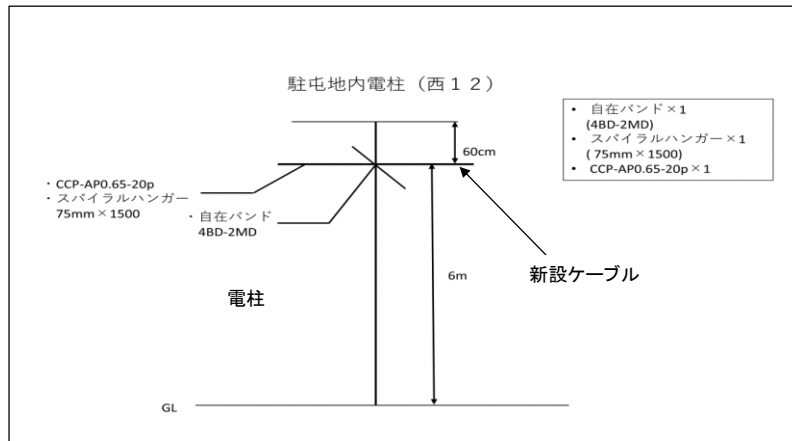 駐屯地内電柱（西１２）
• 自在バンド×1
(4BD-2MD)
• スパイラルハンガー×1
( 75mm×1500)
• CCP-AP0.65-20p×1
60cm
・CCP-AP0.65-20p
・スパイラルハンガー
75mm×1500
・自在バンド
4BD-2MD
6m
新設ケーブル
電柱
GL